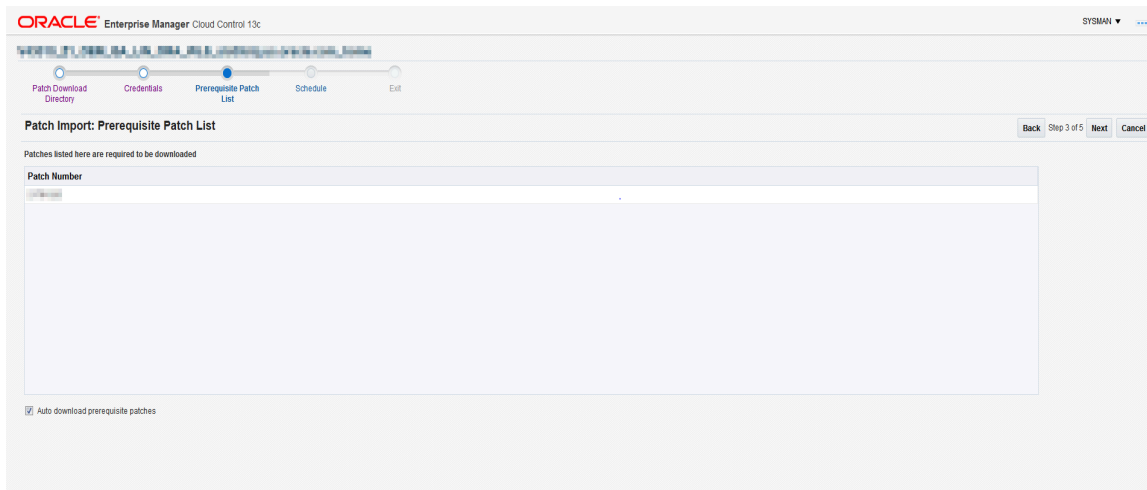 ORACLE Enterprise Manager Cloud Control 13c
SYSMAN ▼
Patch Download
Directory
Credentials
Prerequisite Patch
List
Schedule
Exit
Patch Import: Prerequisite Patch List
Back Step 3 of 5 Next Cancel
Patches listed here are required to be downloaded
Patch Number
Auto download prerequisite patches